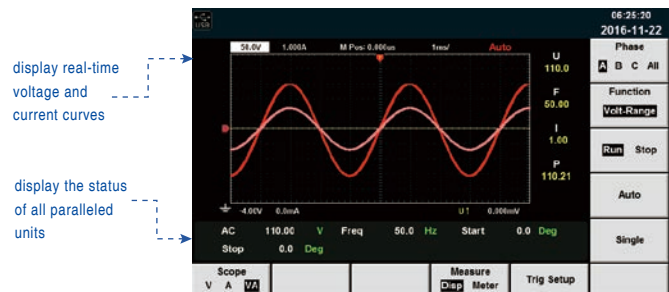 USB
06:25:20
2016-11-22
50.0V 1.000A M Pos: 0.000us 1ms/ Auto
U
110.0
F
50.00
I
1.00
P
110.21
-4.00V 0.0mA U↑ 0.000mV
display real-time
voltage and
current curves
display the status
of all paralleled
units
AC 110.00 V Freq 50.0 Hz Start 0.0 Deg
Stop 0.0 Deg
Phase
A B C All
Function
Volt-Range
Run Stop
Auto
Single
Scope
V A VA
Measure
Disp Meter
Trig Setup